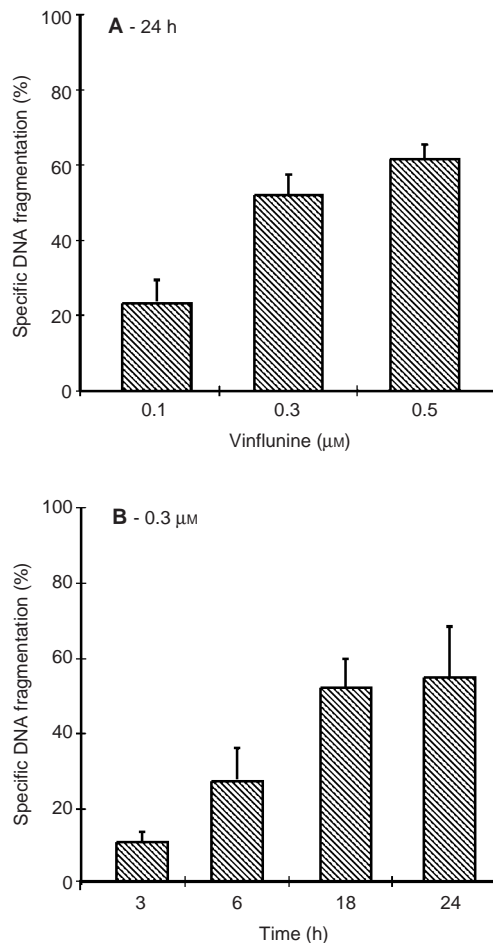 A - 24 h
Specific DNA fragmentation (%)
100
80
60
40
20
0
0.1 0.3 0.5
Vinflunine (μM)
B - 0.3 μM
Specific DNA fragmentation (%)
100
80
60
40
20
0
3 6 18 24
Time (h)